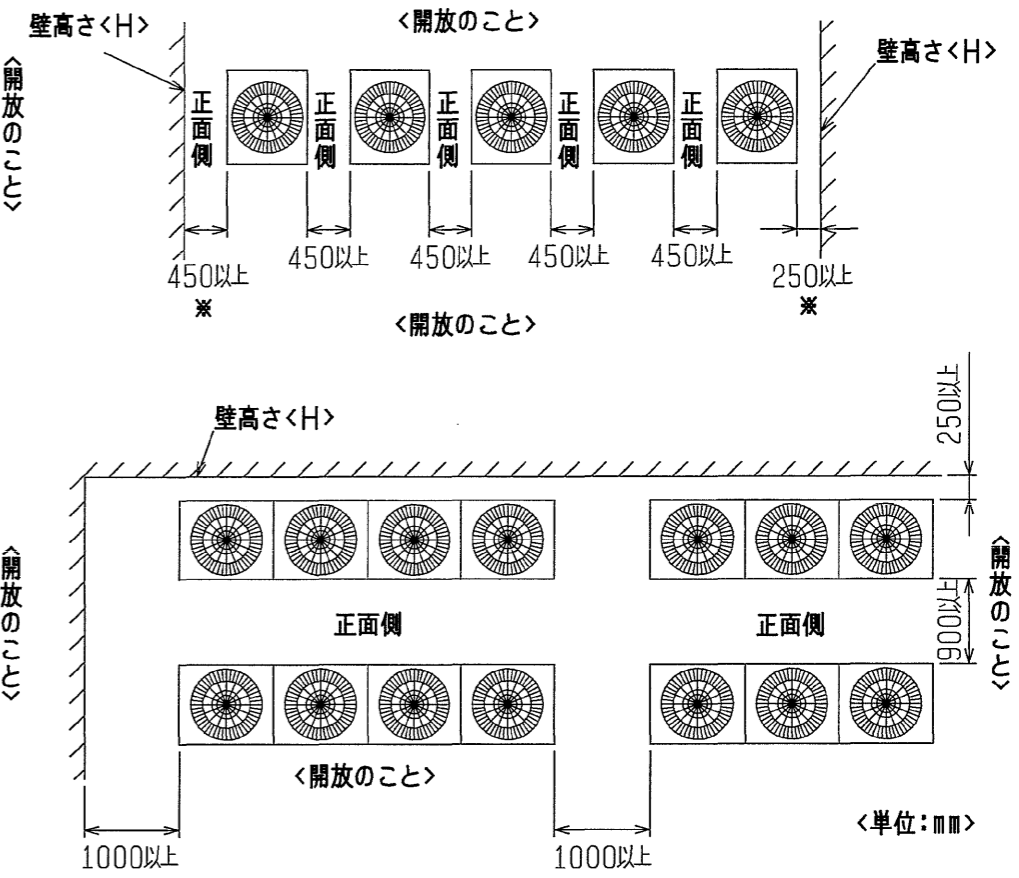 壁高さ<H>
<開放のこと>
壁高さ<H>
<開放のこと>
正面側
正面側
正面側
正面側
正面側
450以上
※
450以上
450以上
450以上
450以上
250以上
※
<開放のこと>
壁高さ<H>
250以上
<開放のこと>
正面側
正面側
900以上
<開放のこと>
<開放のこと>
1000以上
1000以上
<単位:mm>